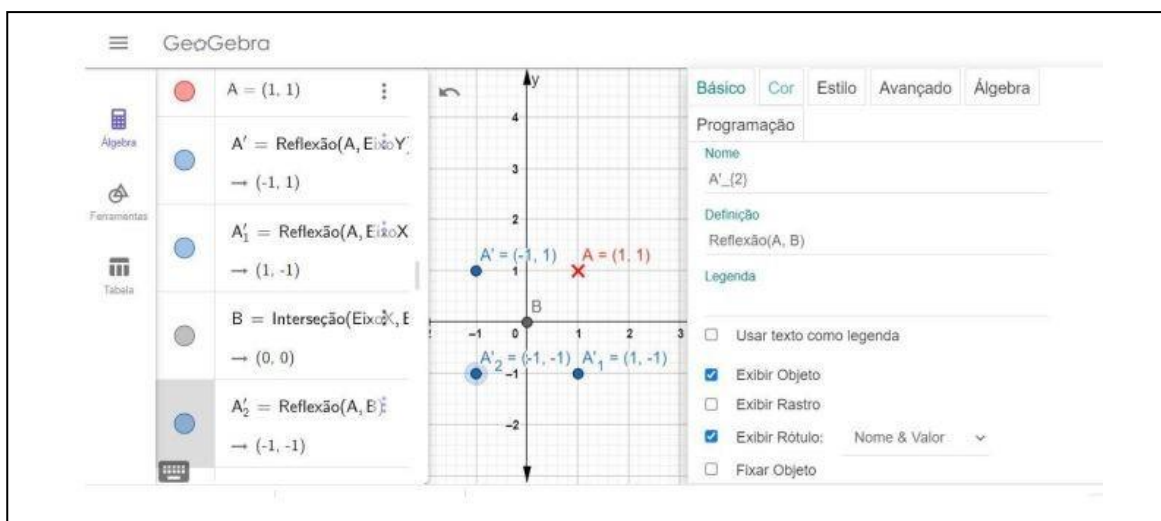 GeoGebra
Álgebra
Ferramentas
Tabela
A = (1, 1)
A′ = Reflexão(A, EixoY)
→ (-1, 1)
A′₁ = Reflexão(A, EixoX
→ (1, -1)
B = Interseção(EixoX, E
→ (0, 0)
A′₂ = Reflexão(A, B)
→ (-1, -1)
y
4
3
2
A' = (-1, 1) A = (1, 1)
1
B
-1 0 1 2 3
A'₂ = (-1, -1) A'₁ = (1, -1)
-1
-2
Básico Cor Estilo Avançado Álgebra
Programação
Nome
A'_{2}
Definição
Reflexão(A, B)
Legenda
Usar texto como legenda
Exibir Objeto
Exibir Rastro
Exibir Rótulo: Nome & Valor
Fixar Objeto